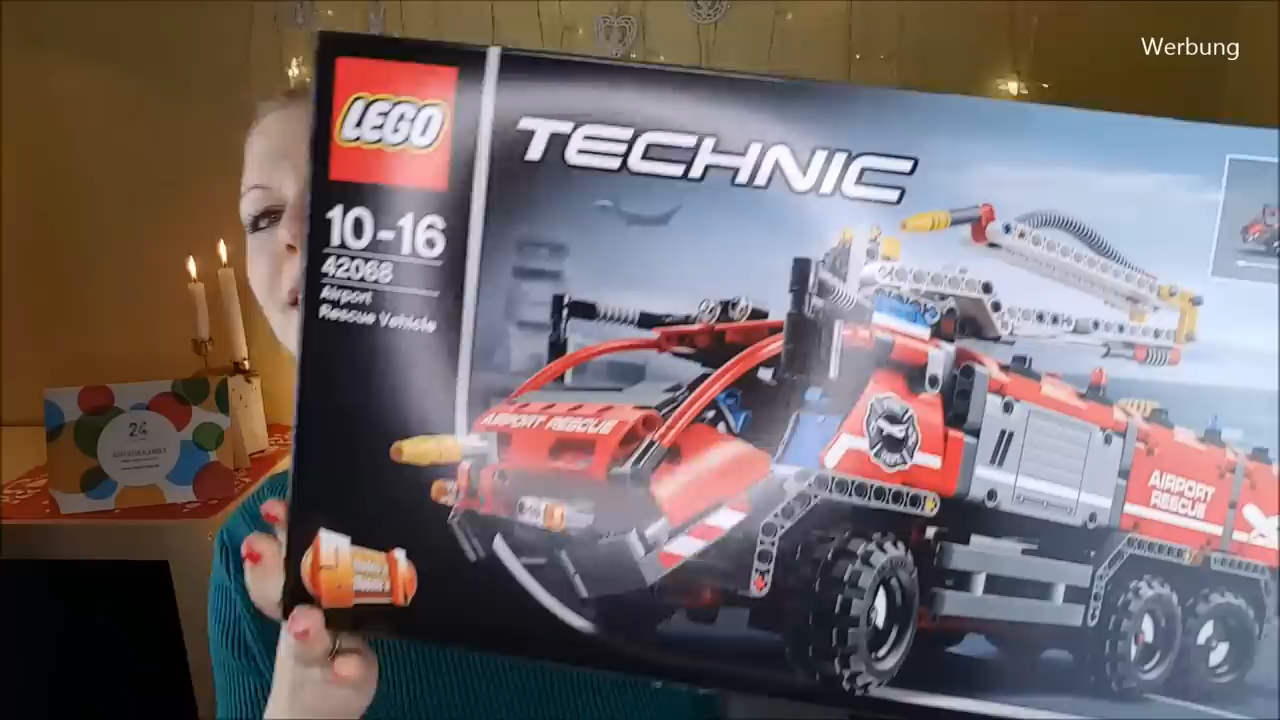 Werbung
LEGO
TECHNIC
10-16
42068
Airport
Rescue Vehicle
AIRPORT RESCUE
AIRPORT
RESCUE
24